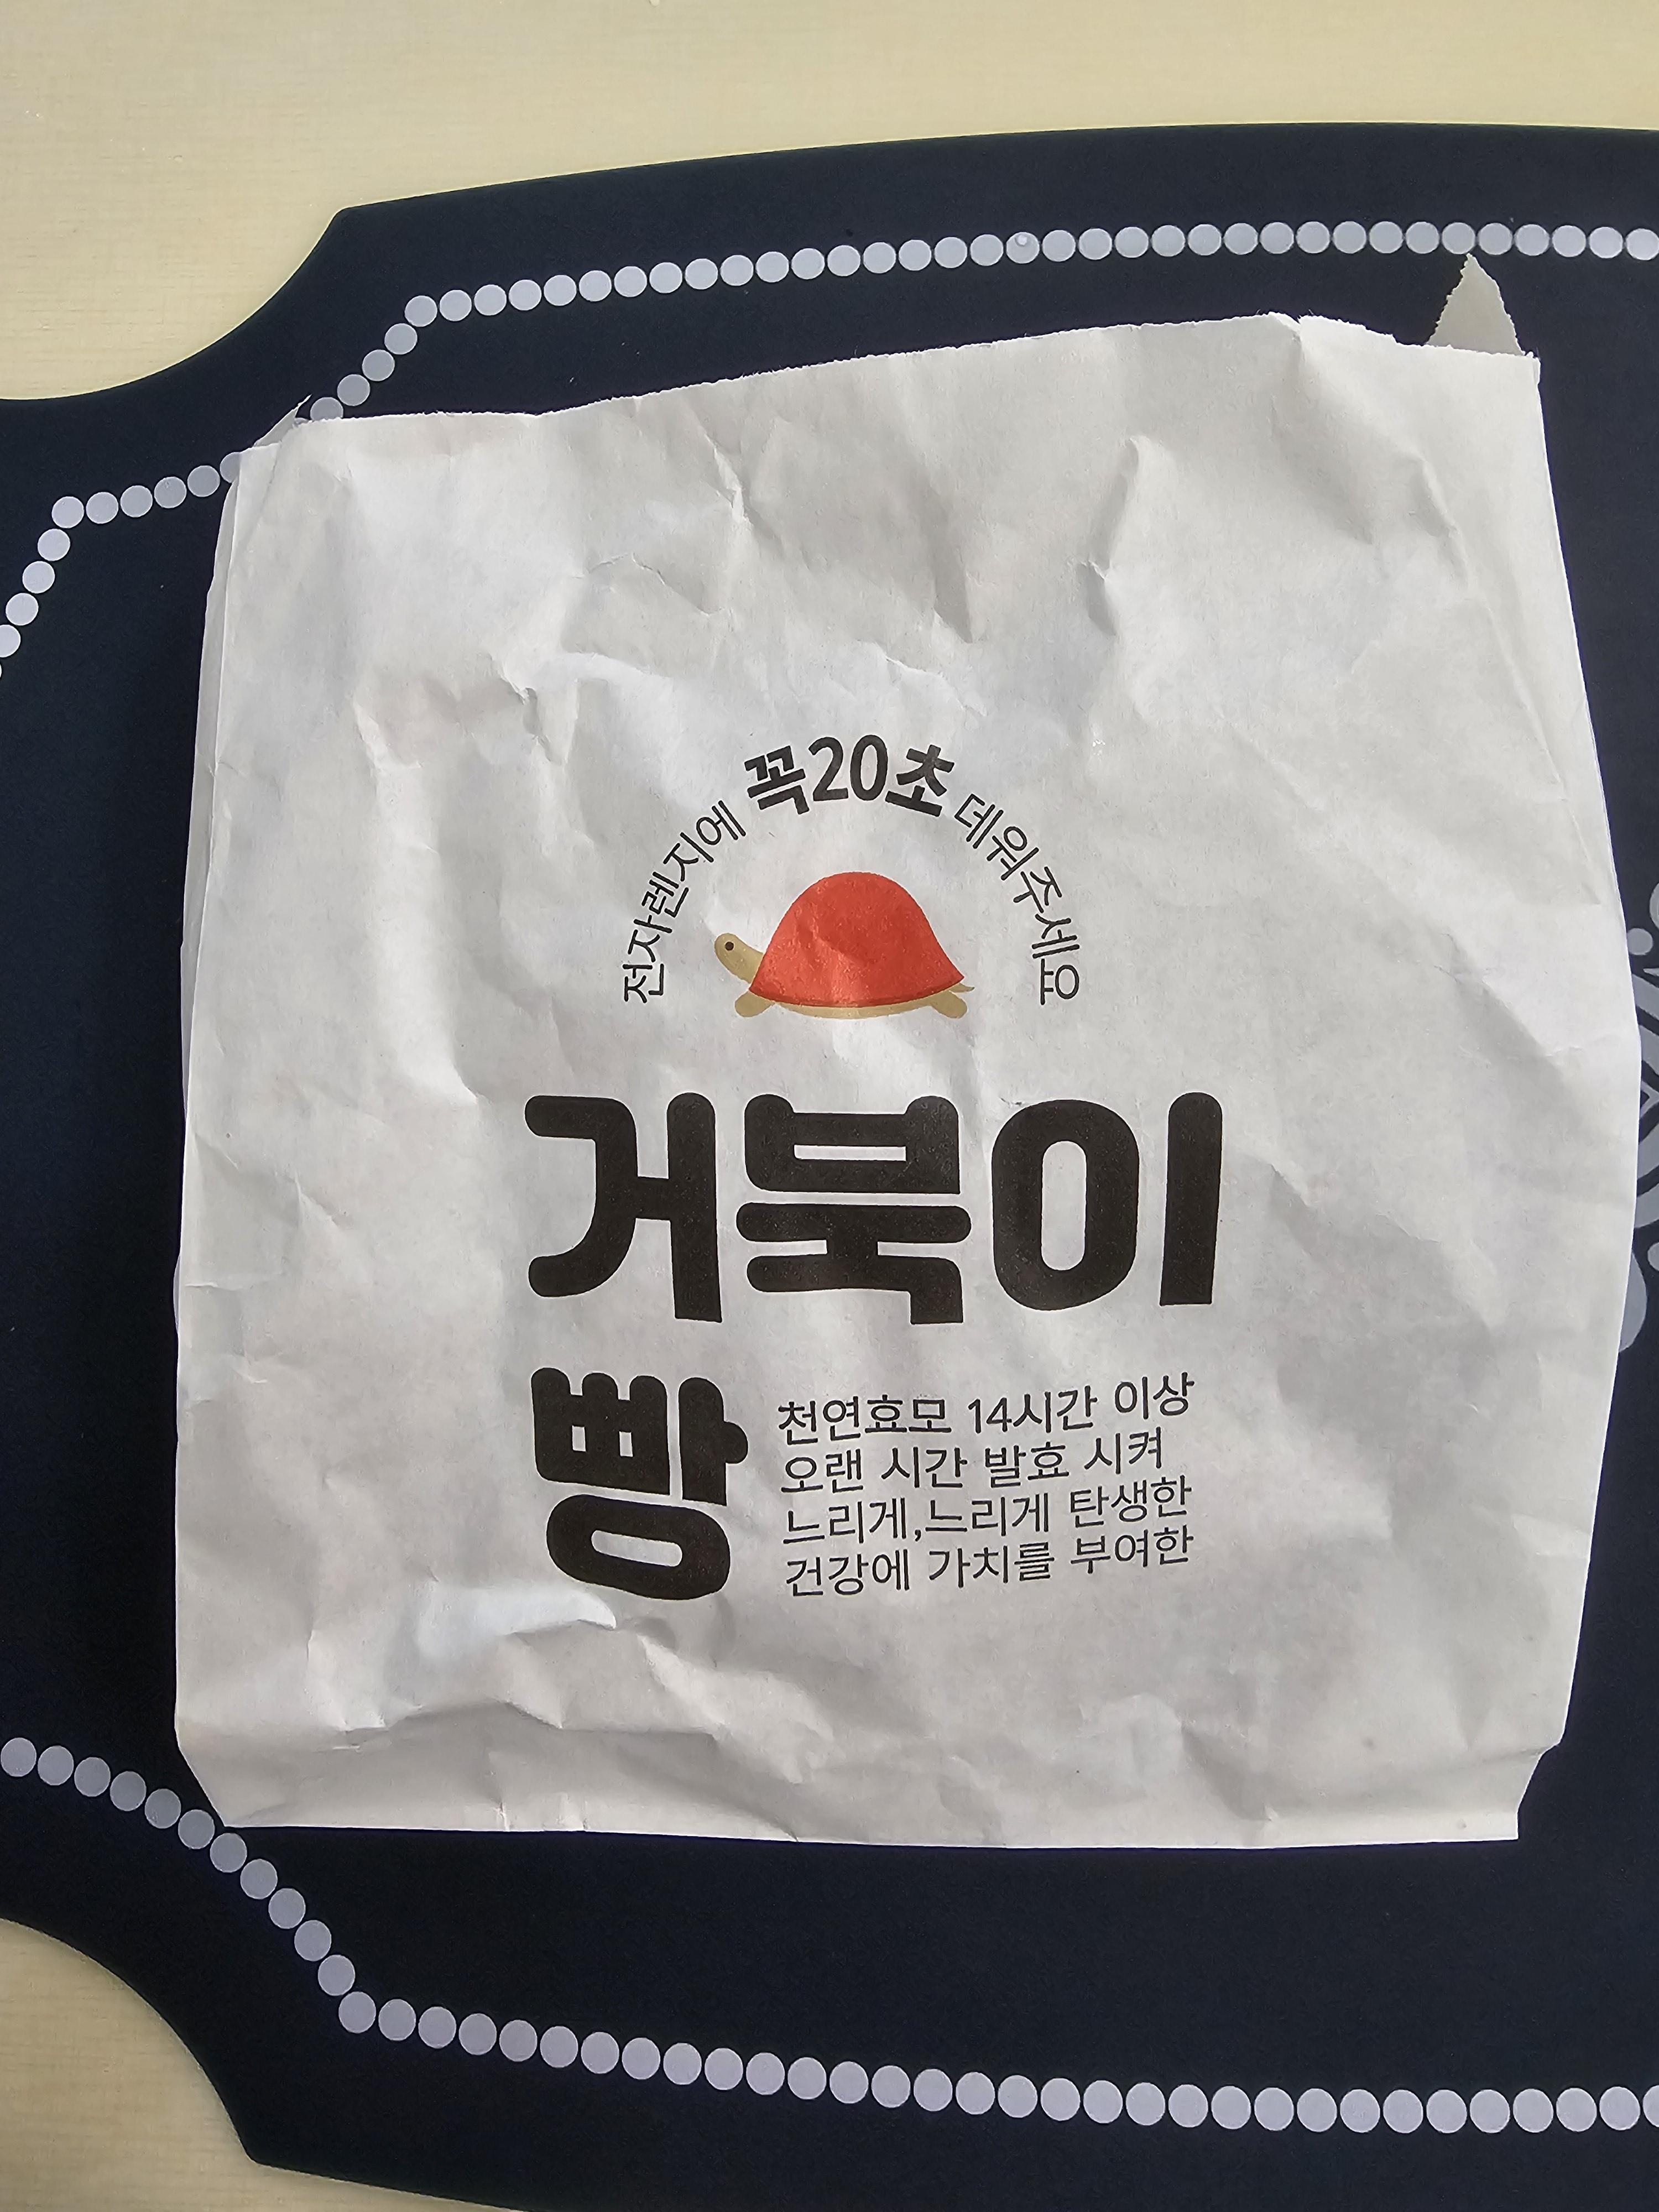 전자렌지에 꼭20초 데워주세요
거북이
빵
천연효모 14시간 이상
오랜 시간 발효 시켜
느리게,느리게 탄생한
건강에 가치를 부여한